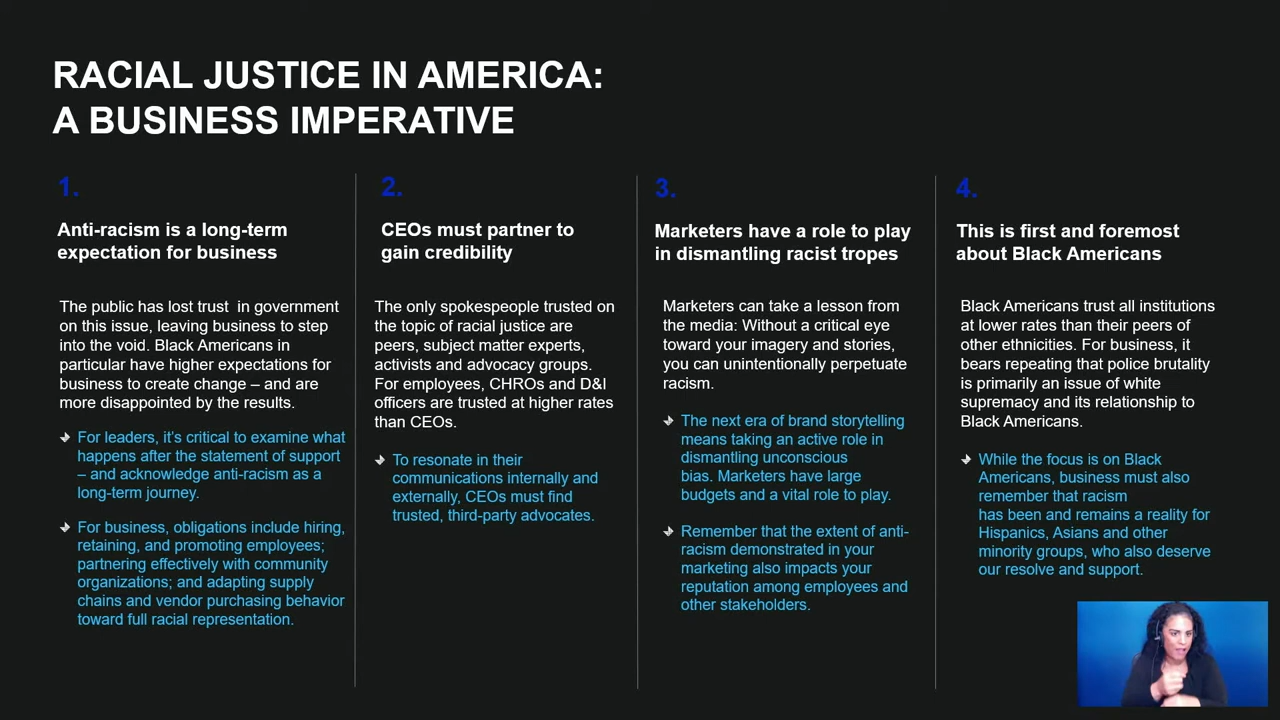 RACIAL JUSTICE IN AMERICA:
A BUSINESS IMPERATIVE
1.
Anti-racism is a long-term
expectation for business
The public has lost trust in government
on this issue, leaving business to step
into the void. Black Americans in
particular have higher expectations for
business to create change – and are
more disappointed by the results.
For leaders, it's critical to examine what
happens after the statement of support
– and acknowledge anti-racism as a
long-term journey.
For business, obligations include hiring,
retaining, and promoting employees;
partnering effectively with community
organizations; and adapting supply
chains and vendor purchasing behavior
toward full racial representation.
2.
CEOs must partner to
gain credibility
The only spokespeople trusted on
the topic of racial justice are
peers, subject matter experts,
activists and advocacy groups.
For employees, CHROs and D&I
officers are trusted at higher rates
than CEOs.
To resonate in their
communications internally and
externally, CEOs must find
trusted, third-party advocates.
3.
Marketers have a role to play
in dismantling racist tropes
Marketers can take a lesson from
the media: Without a critical eye
toward your imagery and stories,
you can unintentionally perpetuate
racism.
The next era of brand storytelling
means taking an active role in
dismantling unconscious
bias. Marketers have large
budgets and a vital role to play.
Remember that the extent of anti-
racism demonstrated in your
marketing also impacts your
reputation among employees and
other stakeholders.
4.
This is first and foremost
about Black Americans
Black Americans trust all institutions
at lower rates than their peers of
other ethnicities. For business, it
bears repeating that police brutality
is primarily an issue of white
supremacy and its relationship to
Black Americans.
While the focus is on Black
Americans, business must also
remember that racism
has been and remains a reality for
Hispanics, Asians and other
minority groups, who also deserve
our resolve and support.